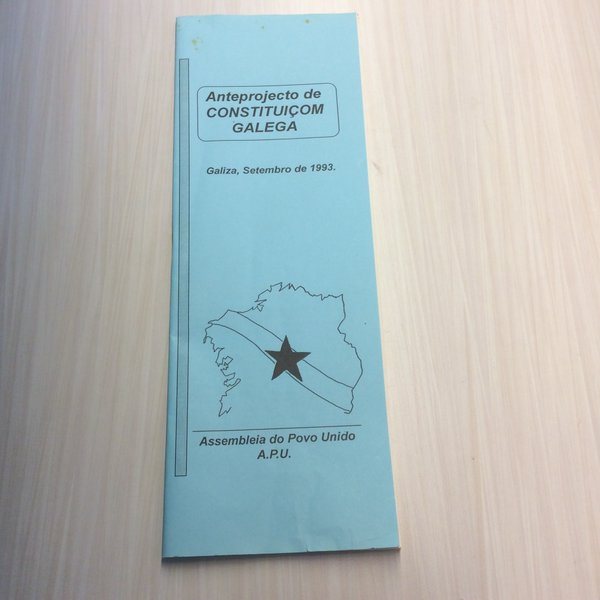 Anteprojecto de
CONSTITUIÇOM
GALEGA
Galiza, Setembro de 1993.
Assembleia do Povo Unido
A.P.U.